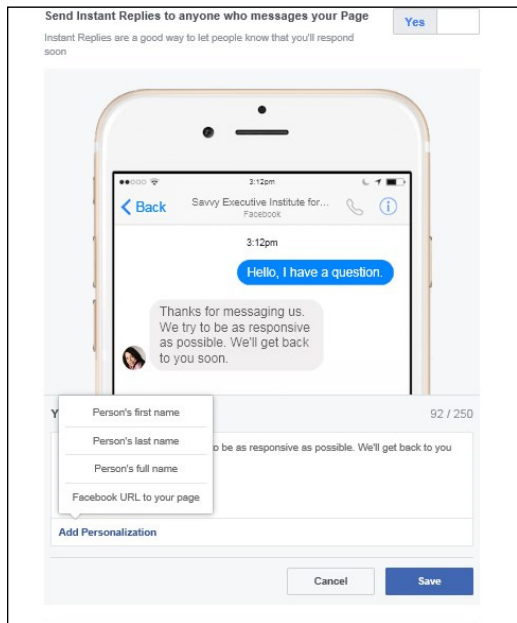 Send Instant Replies to anyone who messages your Page
Yes
Instant Replies are a good way to let people know that you'll respond
soon
3:12pm
Back
Savvy Executive Institute for...
Facebook
3:12pm
Hello, I have a question.
Thanks for messaging us.
We try to be as responsive
as possible. We'll get back
to you soon.
Y
92 / 250
Person's first name
Person's last name
o be as responsive as possible. We'll get back to you
Person's full name
Facebook URL to your page
Add Personalization
Cancel
Save